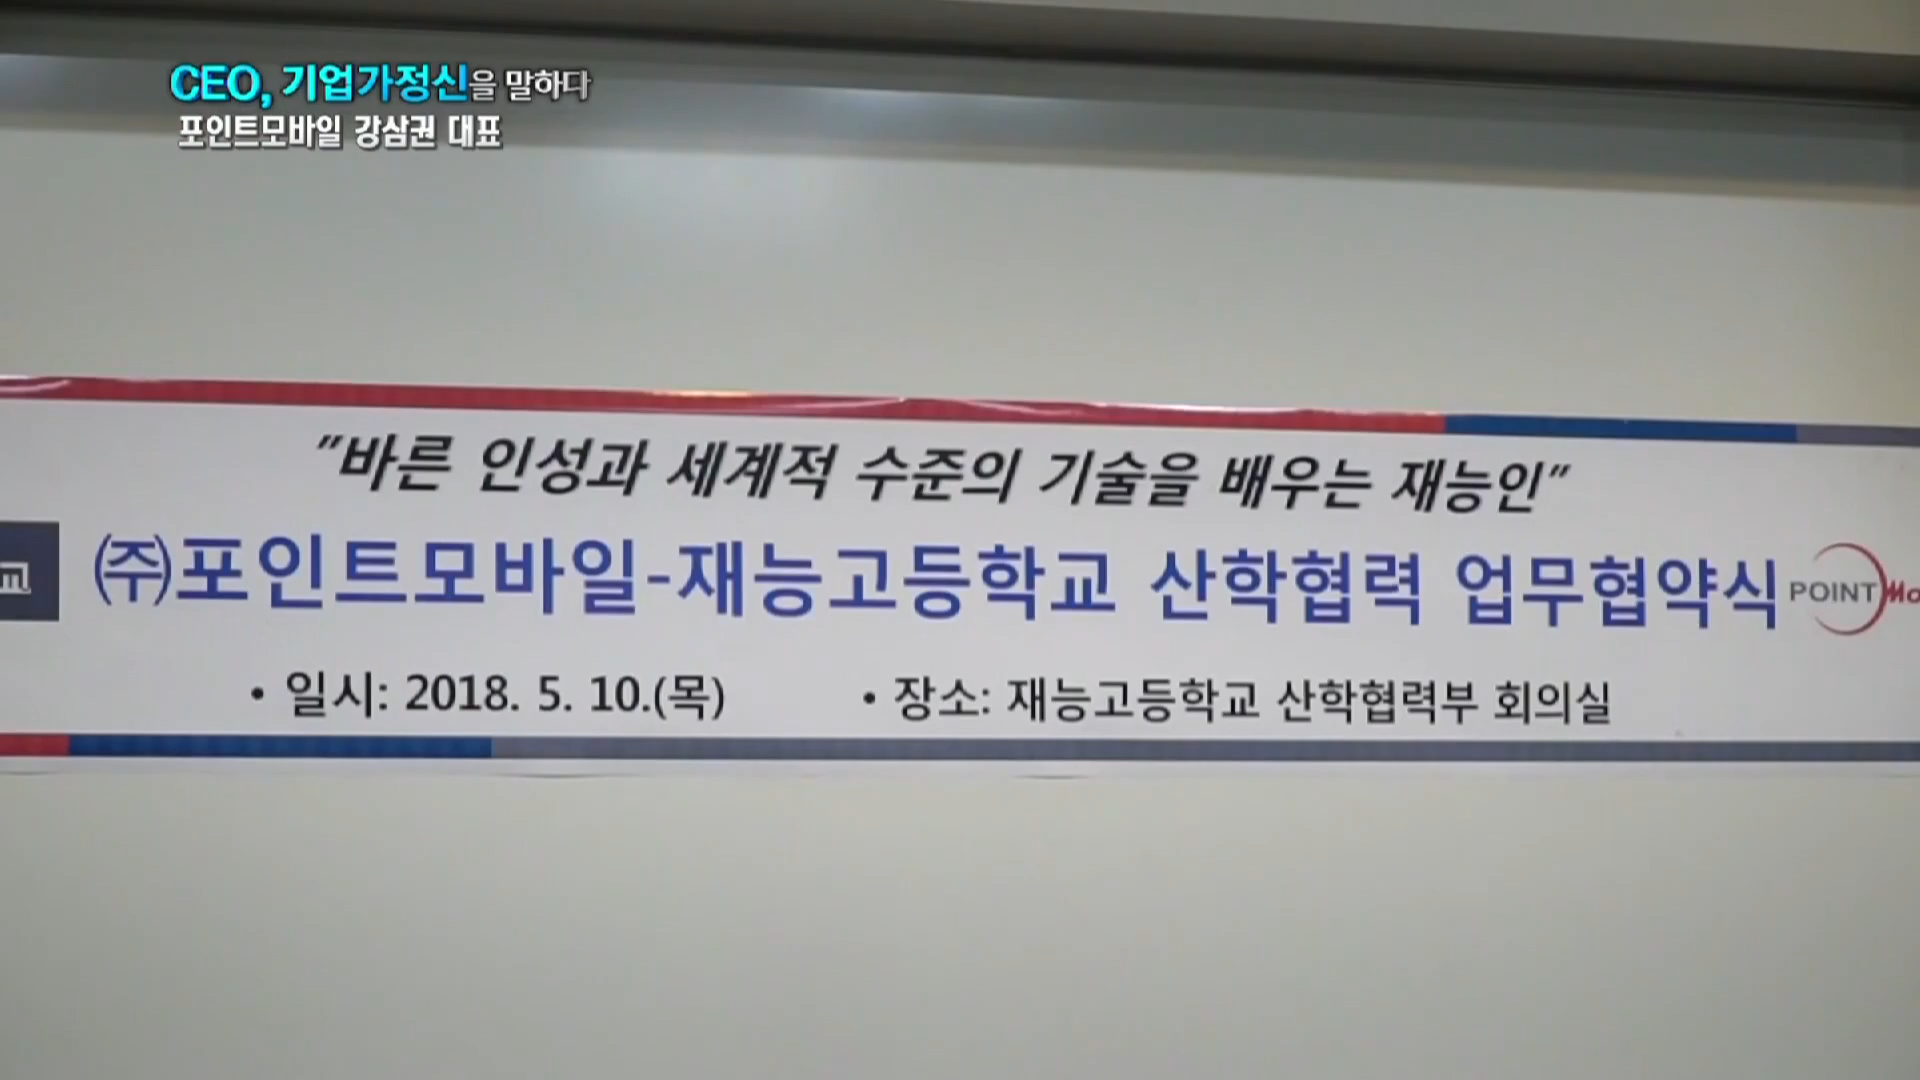 CEO, 기업가정신을 말하다
포인트모바일 강삼권 대표
"바른 인성과 세계적 수준의 기술을 배우는 재능인"
교
㈜포인트모바일-재능고등학교 산학협력 업무협약식
POINT Mo
• 일시: 2018. 5. 10.(목)
• 장소: 재능고등학교 산학협력부 회의실